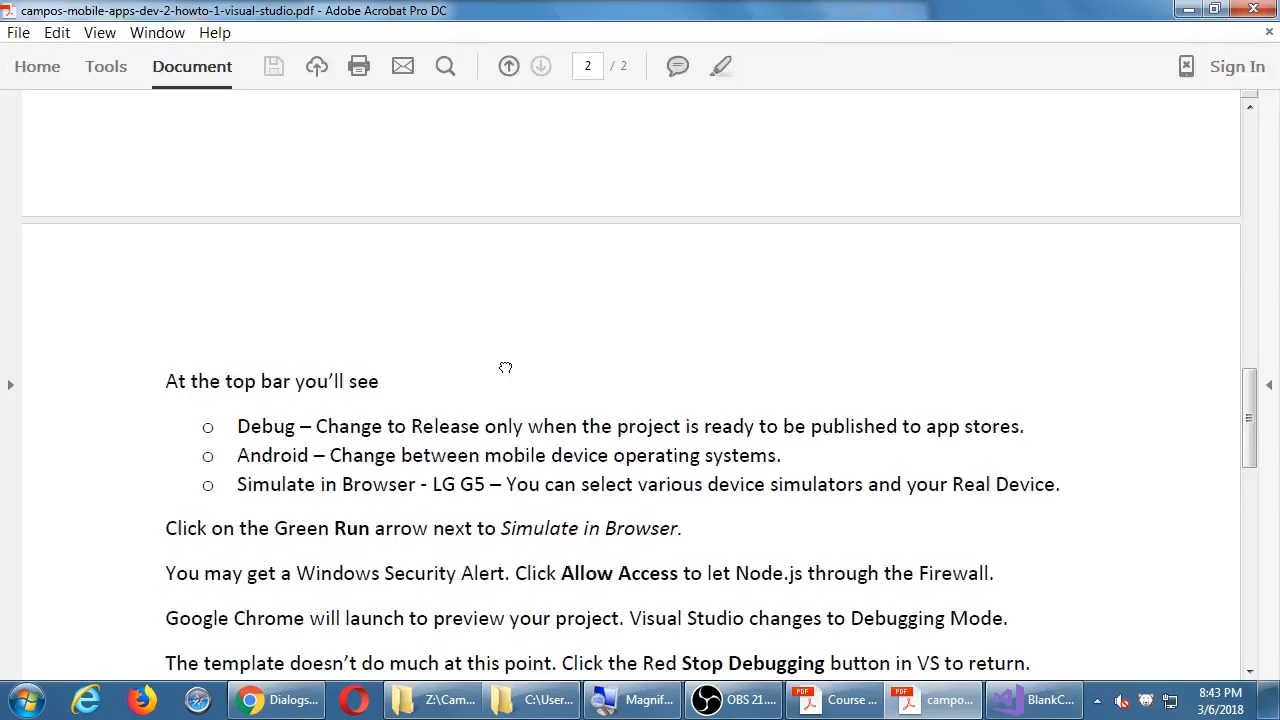 campos-mobile-apps-dev-2-howto-1-visual-studio.pdf - Adobe Acrobat Pro DC
File Edit View Window Help
Home Tools Document 2 / 2 Sign In
At the top bar you’ll see
o Debug – Change to Release only when the project is ready to be published to app stores.
o Android – Change between mobile device operating systems.
o Simulate in Browser - LG G5 – You can select various device simulators and your Real Device.
Click on the Green Run arrow next to Simulate in Browser.
You may get a Windows Security Alert. Click Allow Access to let Node.js through the Firewall.
Google Chrome will launch to preview your project. Visual Studio changes to Debugging Mode.
The template doesn’t do much at this point. Click the Red Stop Debugging button in VS to return.
Dialogs... Z:\Cam... C:\User... Magnif... OBS 21.... PDF Course ... PDF campo... BlankC... 8:43 PM
3/6/2018